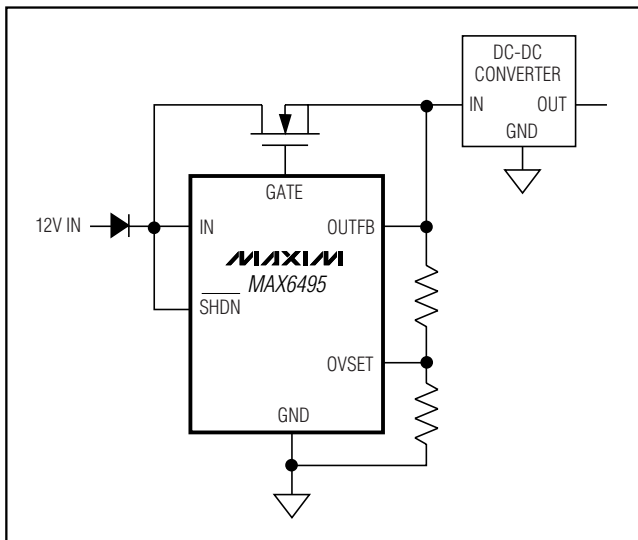 DC-DC
CONVERTER
IN OUT
GND
GATE
12V IN
IN OUTFB
MAXIM
MAX6495
SHDN
OVSET
GND